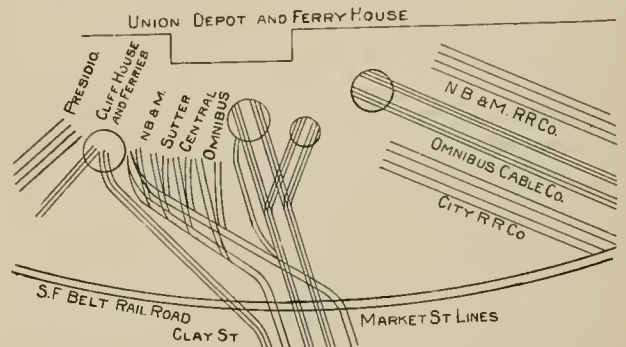 UNION DEPOT AND FERRY HOUSE
PRESIDIO.
CLIFF HOUSE
AND FERRIES
N.B & M.
SUTTER
CENTRAL
OMNIBUS
N B & M. RR CO.
OMNIBUS CABLE CO.
CITY RR CO
S.F BELT RAIL ROAD
CLAY ST
MARKET ST LINES